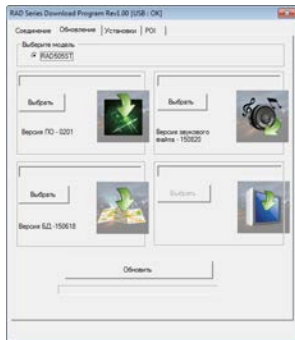 RAD Series Download Program Rev1.00 [USB : OK]
Соединение Обновление Установки POI
Выберите модель
RAD505ST
Выбрать
Выбрать
Версия ПО - 0201
Версия звукового файла - 150820
Выбрать
Выбрать
Версия БД -150618
Обновить